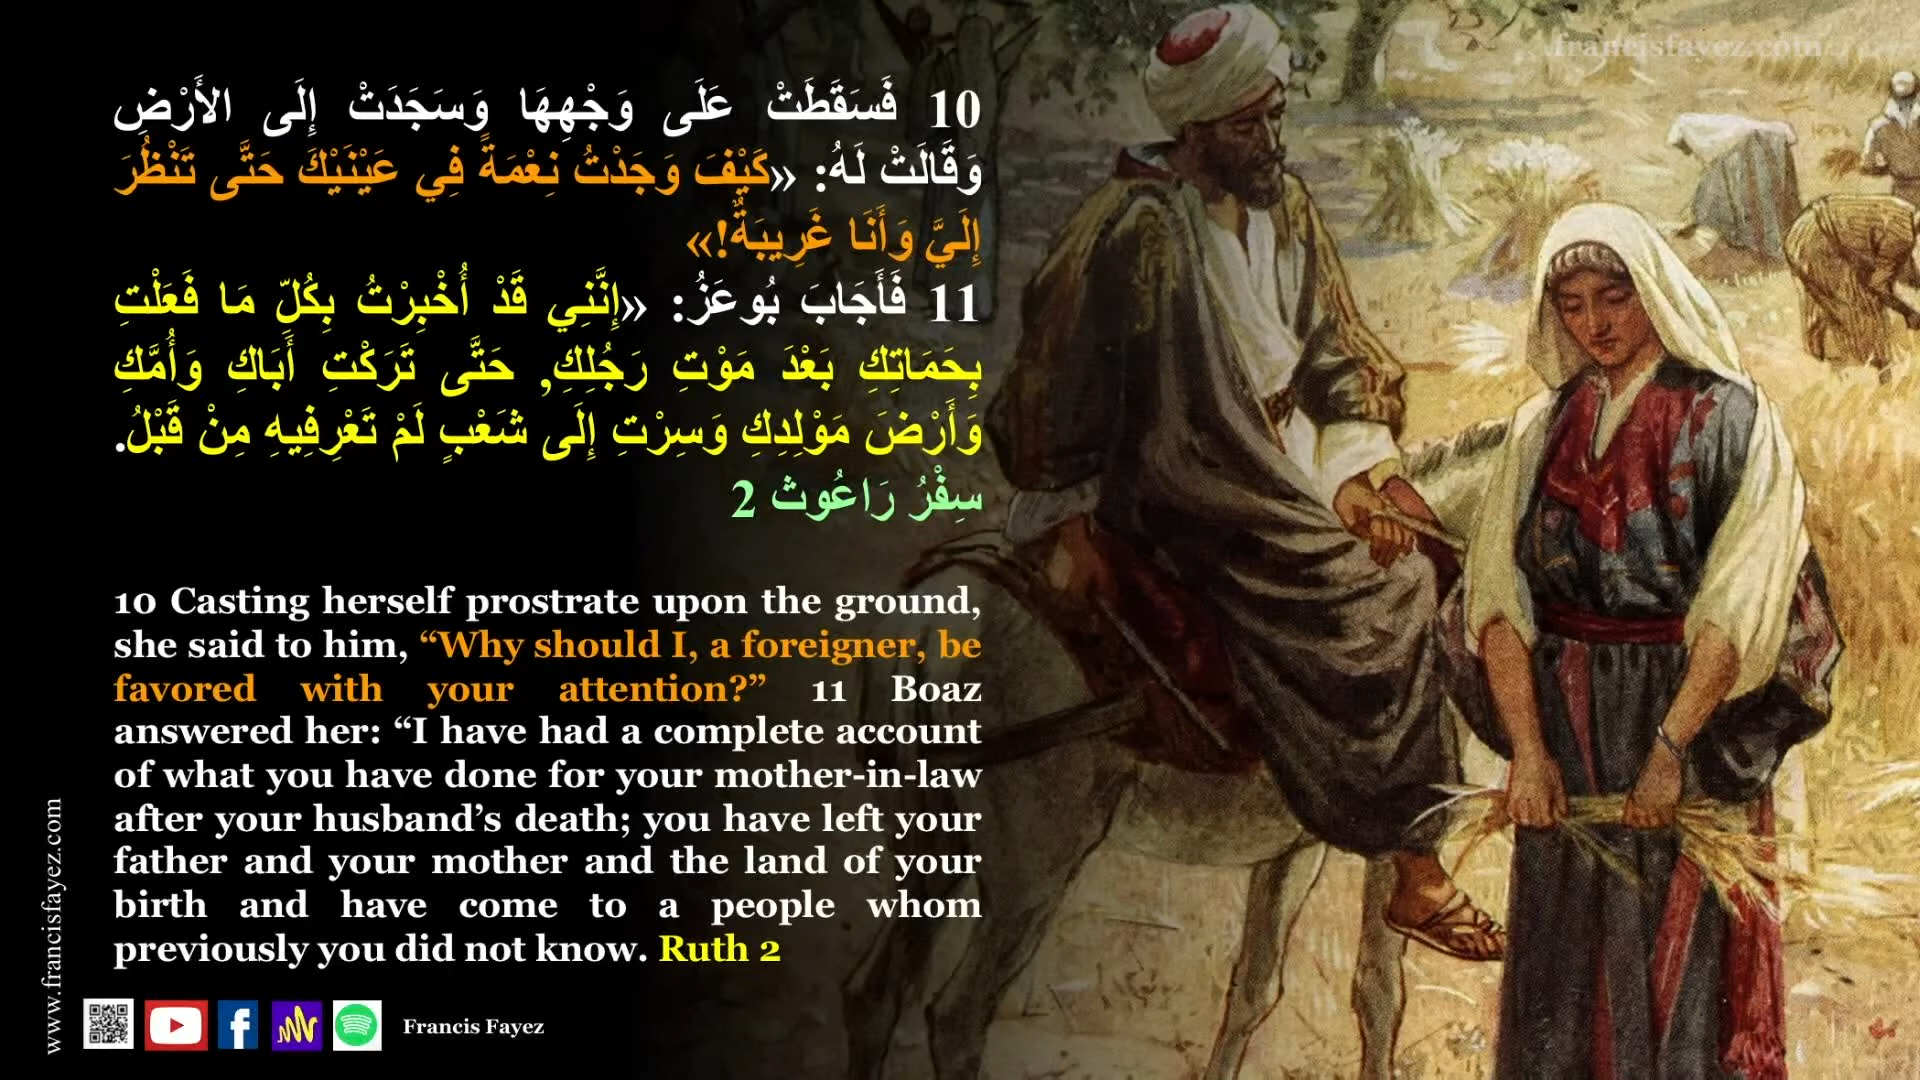 10 فَسَقَطَتْ عَلَى وَجْهِهَا وَسَجَدَتْ إِلَى الأَرْضِ
وَقَالَتْ لَهُ: «كَيْفَ وَجَدْتُ نِعْمَةً فِي عَيْنَيْكَ حَتَّى تَنْظُرَ
إِلَيَّ وَأَنَا غَرِيبَةٌ!»
11 فَأَجَابَ بُوعَزُ: «إِنَّنِي قَدْ أُخْبِرْتُ بِكُلِّ مَا فَعَلْتِ
بِحَمَاتِكِ بَعْدَ مَوْتِ رَجُلِكِ, حَتَّى تَرَكْتِ أَبَاكِ وَأُمَّكِ
وَأَرْضَ مَوْلِدِكِ وَسِرْتِ إِلَى شَعْبٍ لَمْ تَعْرِفِيهِ مِنْ قَبْلُ.
سِفْرُ رَاعُوث 2
10 Casting herself prostrate upon the ground,
she said to him, “Why should I, a foreigner, be
favored with your attention?” 11 Boaz
answered her: “I have had a complete account
of what you have done for your mother-in-law
after your husband’s death; you have left your
father and your mother and the land of your
birth and have come to a people whom
previously you did not know. Ruth 2
www.francisfayez.com
Francis Fayez
francisfayez.com